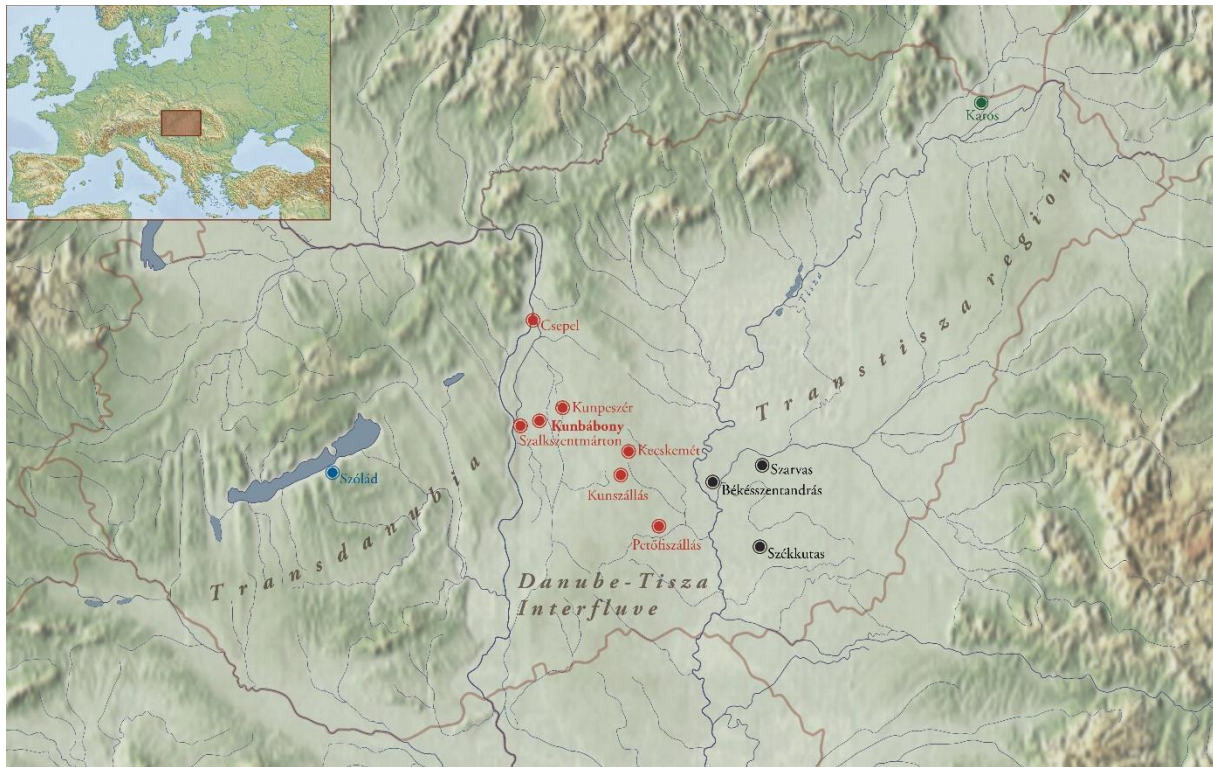 Karos
Tisza
Transtisza region
Csepel
Kunpeszér
Kunbábony
Szalkszentmárton
Kecskemét
Szólád
Kunszállás
Szarvas
Békésszentandrás
Transdanubia
Petőfiszállás
Székkutas
Danube-Tisza
Interfluve